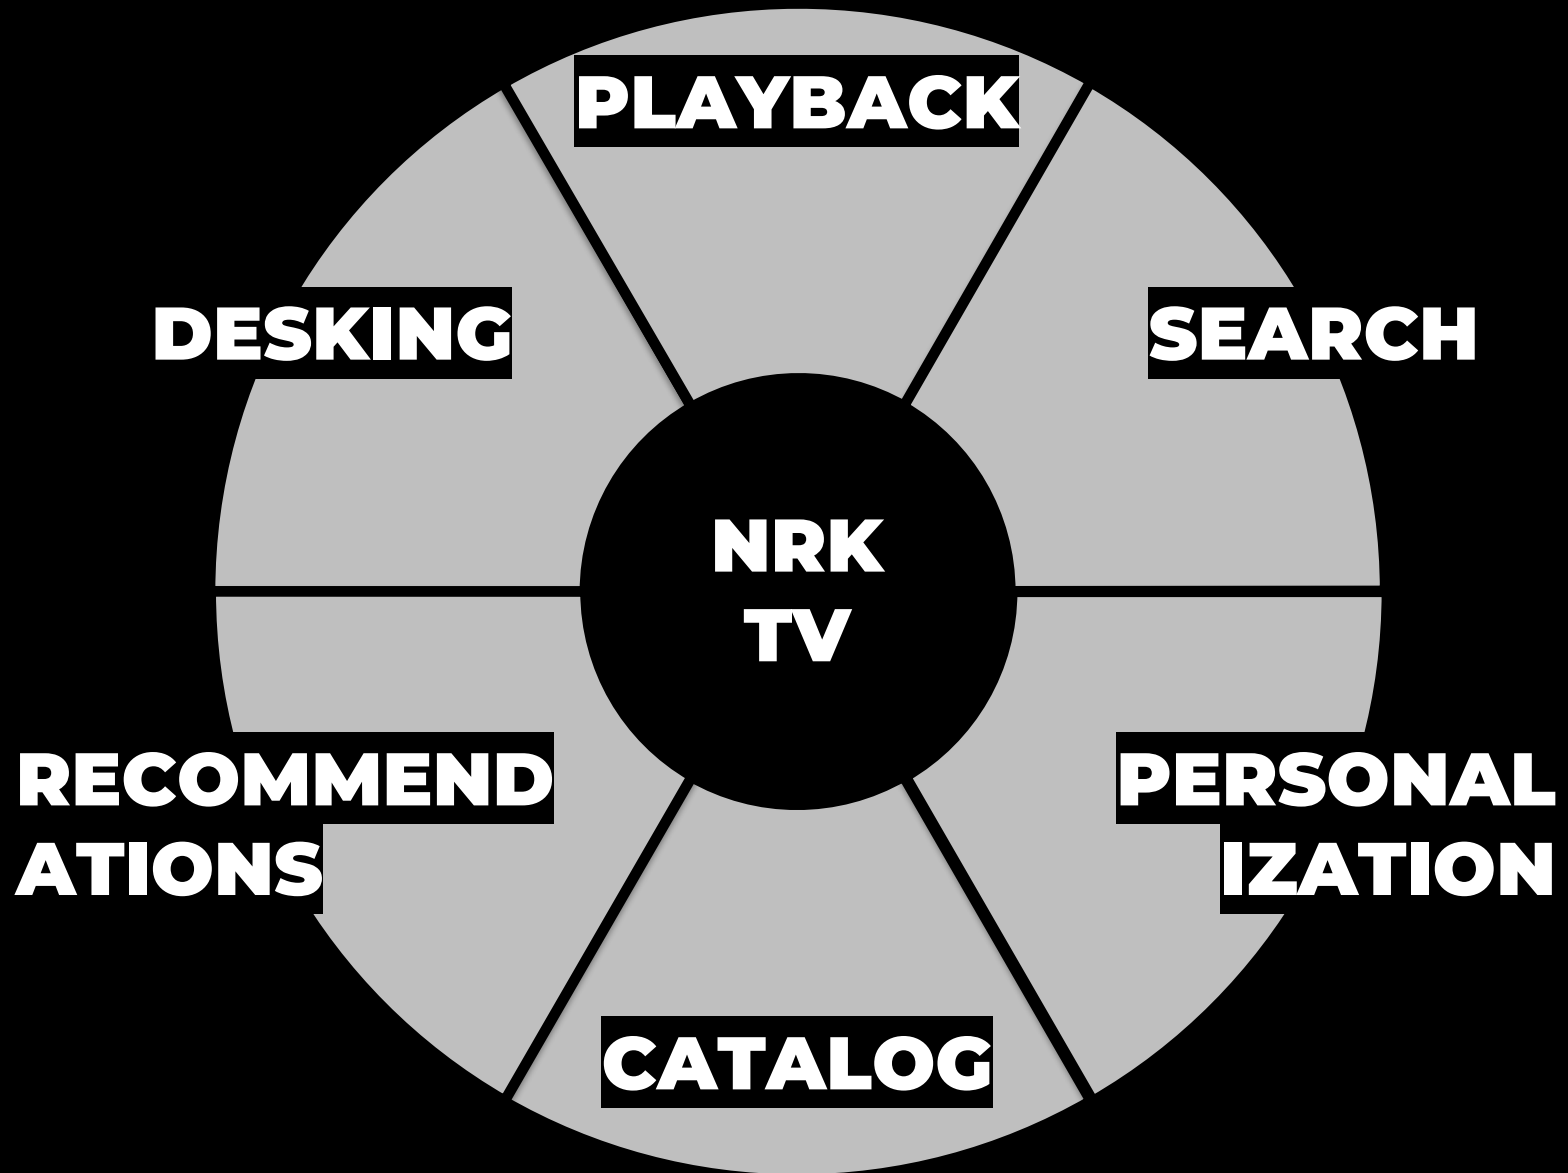 PLAYBACK
DESKING
SEARCH
NRK
TV
RECOMMEND
ATIONS
PERSONAL
IZATION
CATALOG